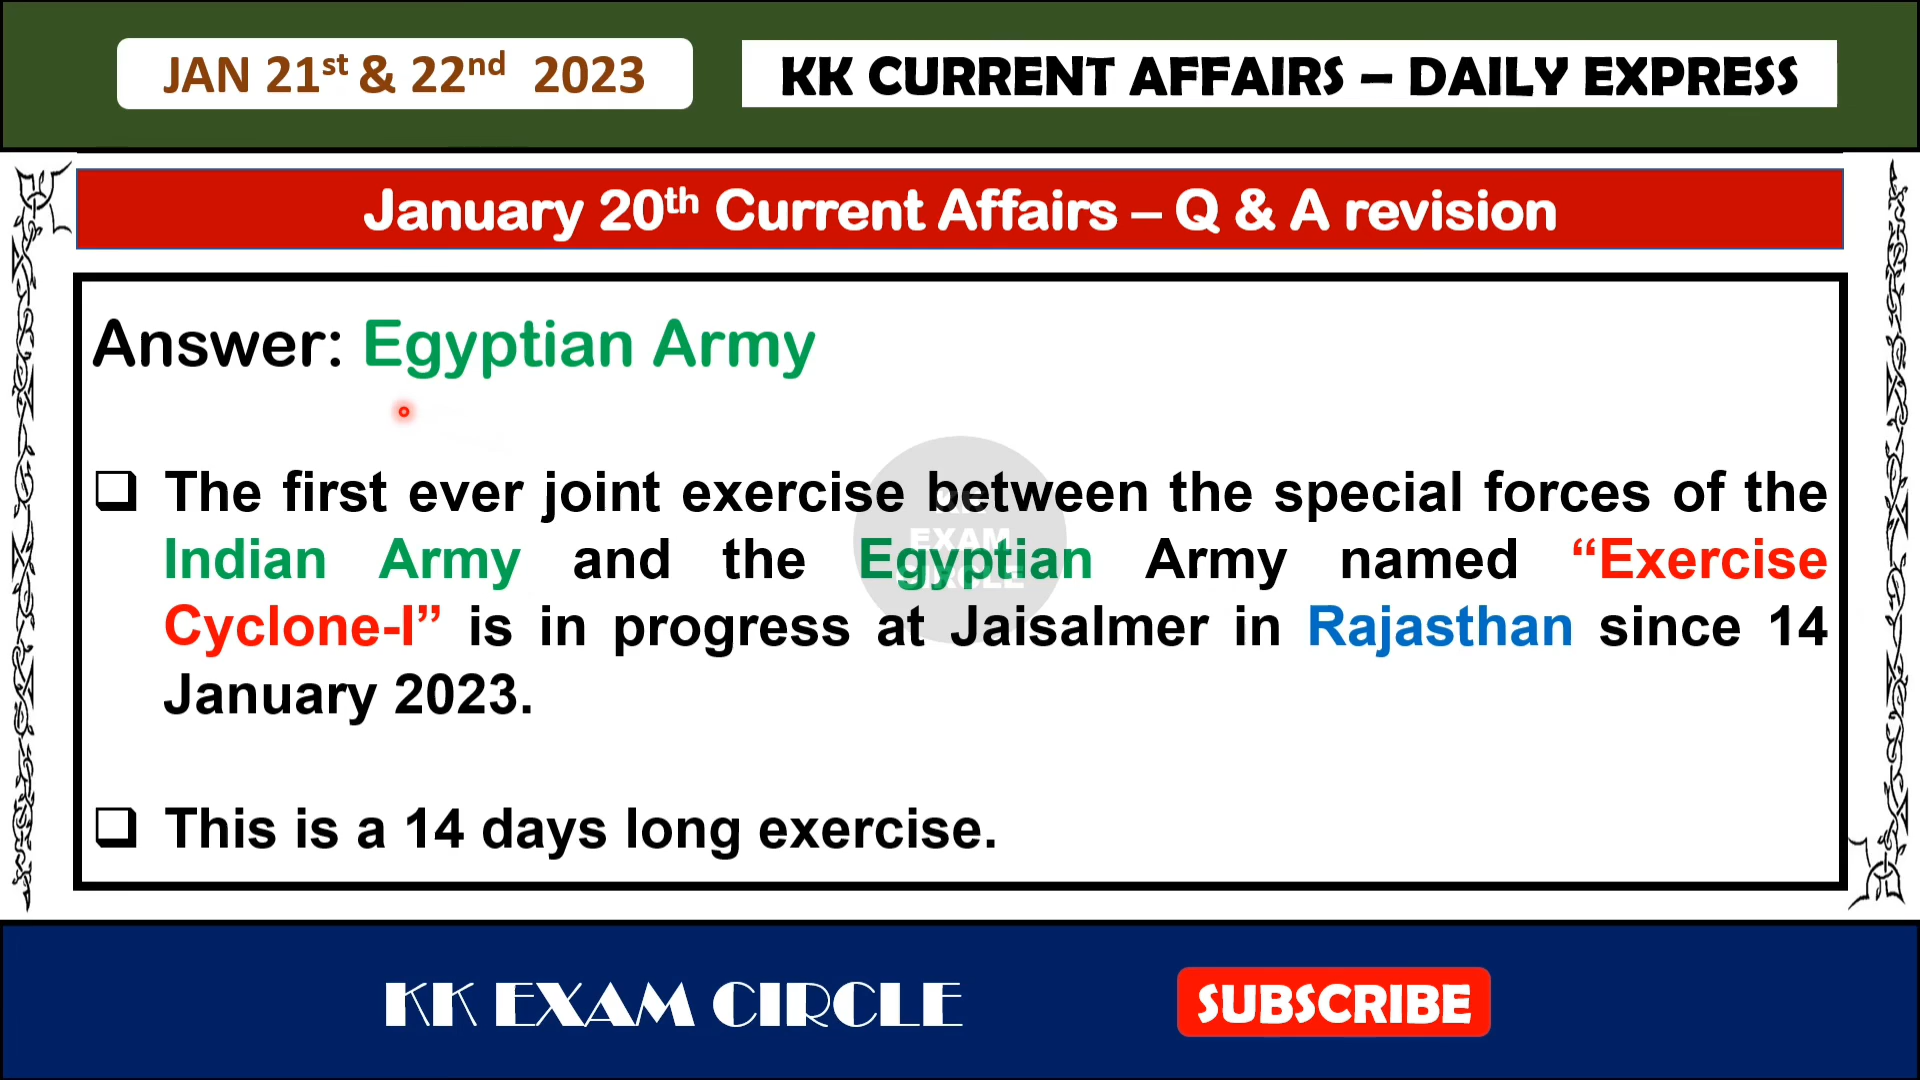 JAN 21st & 22nd 2023
KK CURRENT AFFAIRS – DAILY EXPRESS
January 20th Current Affairs – Q & A revision
Answer: Egyptian Army
❑ The first ever joint exercise between the special forces of the
Indian Army and the Egyptian Army named “Exercise
Cyclone-I” is in progress at Jaisalmer in Rajasthan since 14
January 2023.
❑ This is a 14 days long exercise.
KK
EXAM
CIRCLE
KK EXAM CIRCLE
SUBSCRIBE